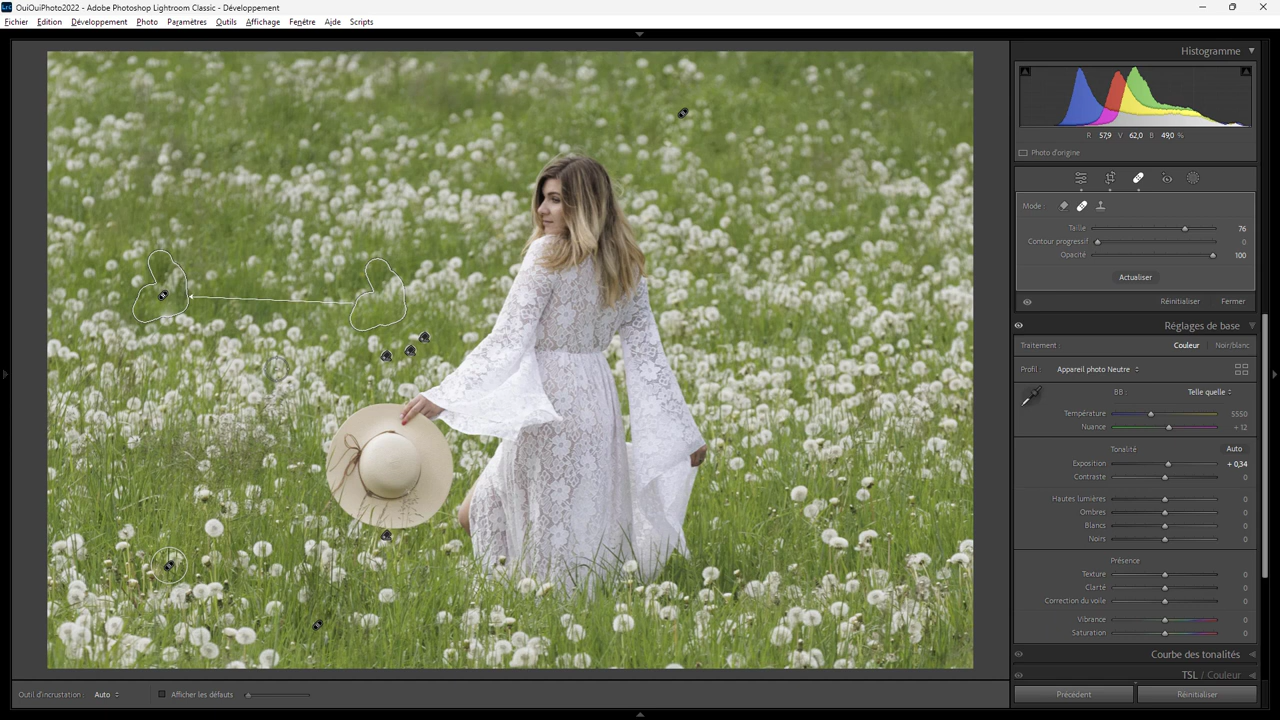 OuiOuiPhoto2022 - Adobe Photoshop Lightroom Classic - Développement
Fichier Edition Développement Photo Paramètres Outils Affichage Fenêtre Aide Scripts
Histogramme
R 57,9 V 62,0 B 49,0 %
Photo d'origine
Mode :
Taille 76
Contour progressif 0
Opacité 100
Actualiser
Réinitialiser Fermer
Réglages de base
Traitement : Couleur Noir/blanc
Profil : Appareil photo Neutre
BB : Telle quelle
Température 5550
Nuance + 12
Tonalité Auto
Exposition + 0,34
Contraste 0
Hautes lumières 0
Ombres 0
Blancs 0
Noirs 0
Présence
Texture 0
Clarté 0
Correction du voile 0
Vibrance 0
Saturation 0
Courbe des tonalités
TSL / Couleur
Outil d'incrustation : Auto Afficher les défauts
Précédent Réinitialiser